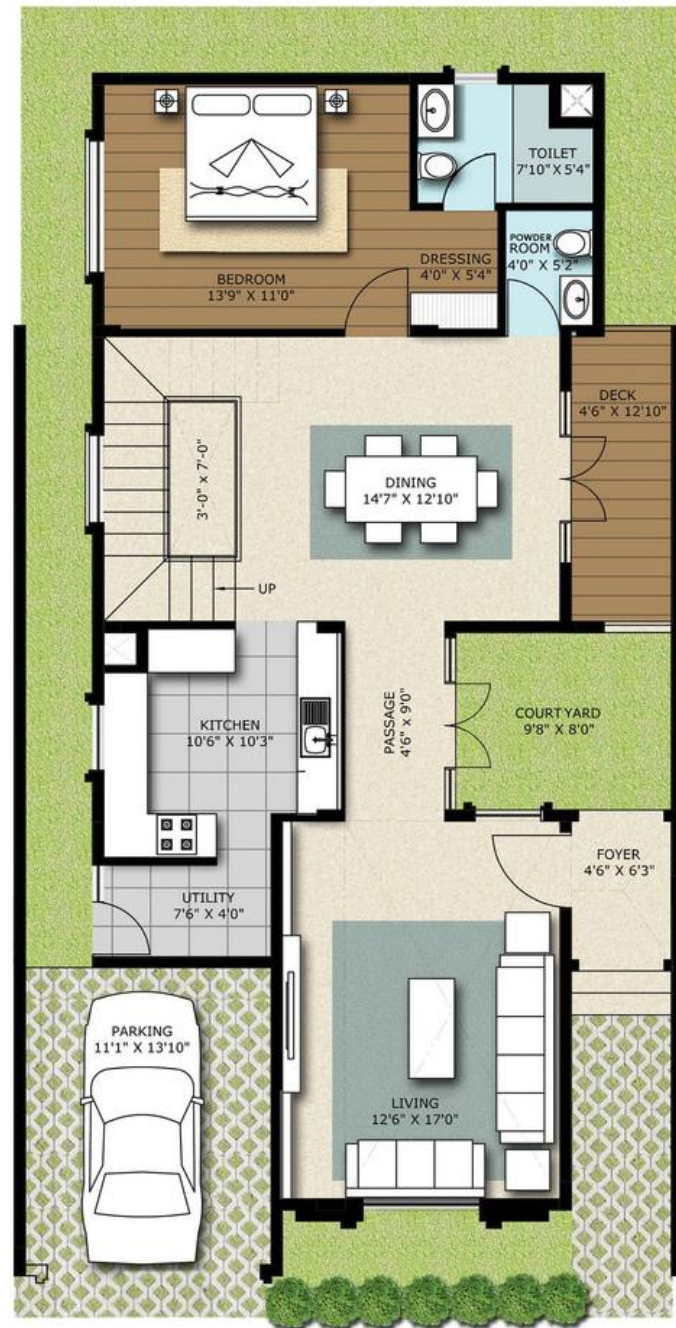 TOILET
7'10" X 5'4"
POWDER
ROOM
4'0" X 5'2"
DRESSING
4'0" X 5'4"
BEDROOM
13'9" X 11'0"
DECK
4'6" X 12'10"
3'-0" x 7'-0"
DINING
14'7" X 12'10"
UP
KITCHEN
10'6" X 10'3"
PASSAGE
4'6" X 9'0"
COURT YARD
9'8" X 8'0"
FOYER
4'6" X 6'3"
UTILITY
7'6" X 4'0"
PARKING
11'1" X 13'10"
LIVING
12'6" X 17'0"